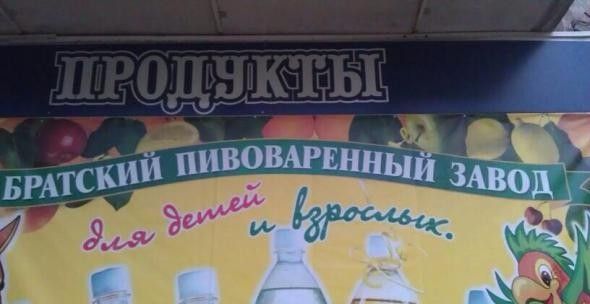 ПРОДУКТЫ
БРАТСКИЙ ПИВОВАРЕННЫЙ ЗАВОД
для детей
и взрослых.